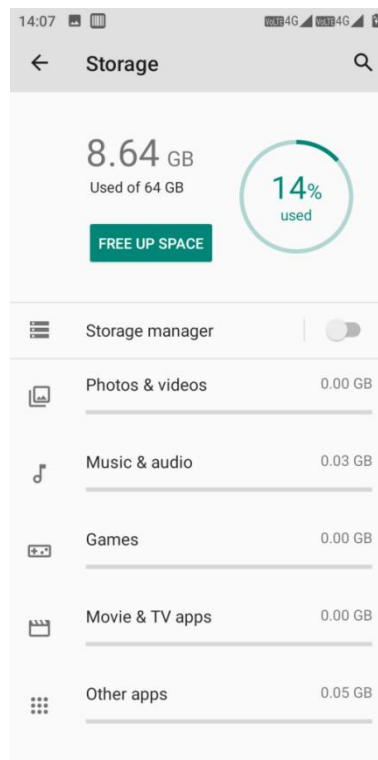 14:07 VoLTE 4G VoLTE 4G
Storage
8.64 GB
Used of 64 GB
14%
used
FREE UP SPACE
Storage manager
Photos & videos 0.00 GB
Music & audio 0.03 GB
Games 0.00 GB
Movie & TV apps 0.00 GB
Other apps 0.05 GB